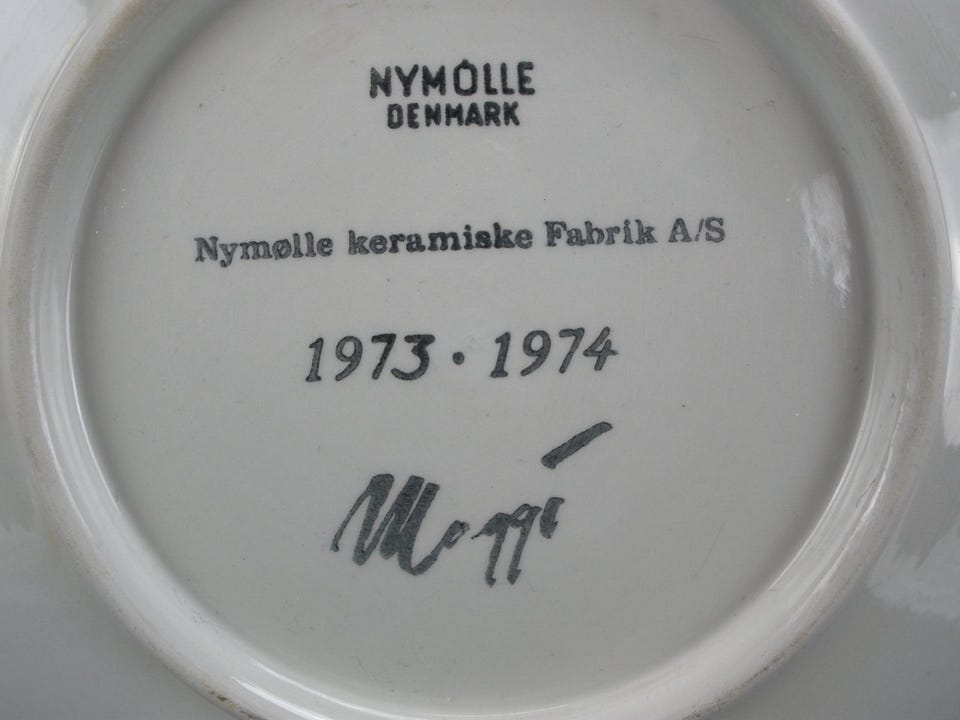 NYMØLLE
DENMARK
Nymølle keramiske Fabrik A/S
1973 · 1974